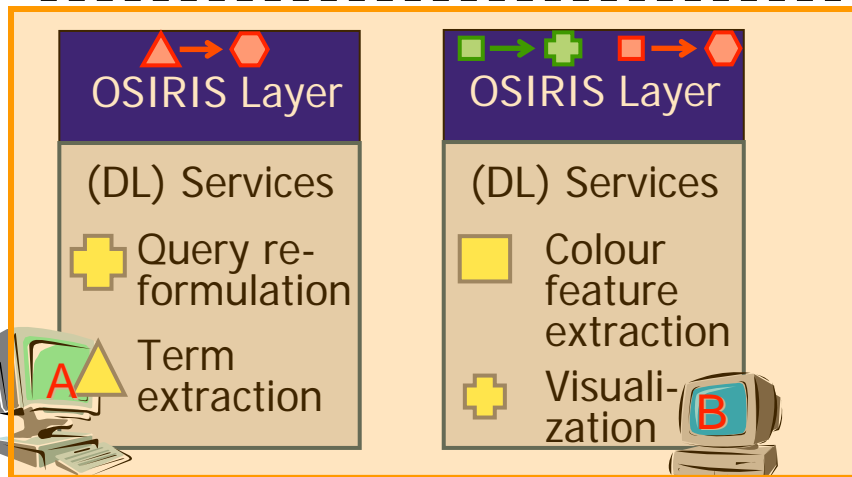 OSIRIS Layer
(DL) Services
Query re-
formulation
Term
extraction
A
OSIRIS Layer
(DL) Services
Colour
feature
extraction
Visuali-
zation
B